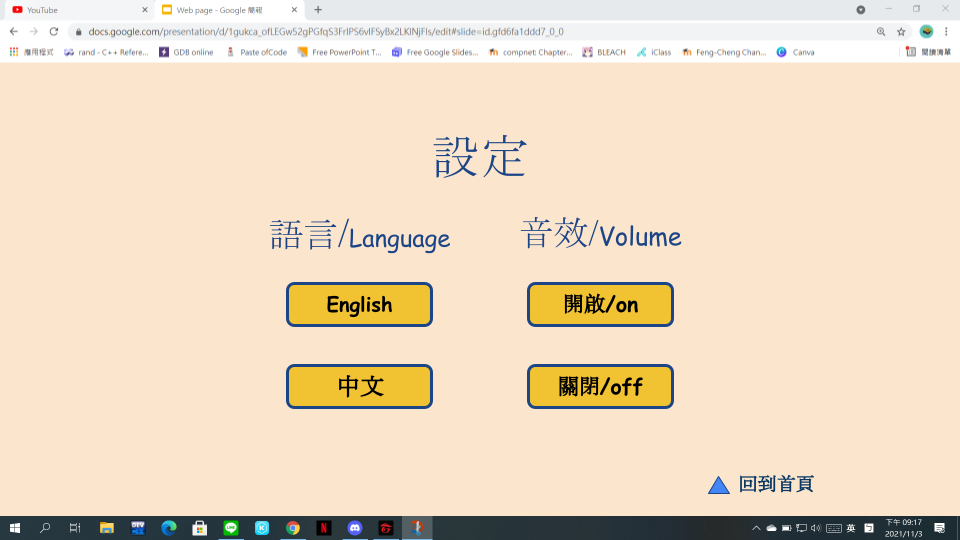 YouTube
Web page - Google 簡報
docs.google.com/presentation/d/1gukca_ofLEGw52gPGfqS3FrIPS6vIFSyBx2LKINjFIs/edit#slide=id.gfd6fa1ddd7_0_0
應用程式 rand - C++ Refere... GDB online Paste ofCode Free PowerPoint T... Free Google Slides... compnet: Chapter... BLEACH iClass Feng-Cheng Chan... Canva 閱讀清單
設定
語言/Language 音效/Volume
English 開啟/on
中文 關閉/off
回到首頁
下午 09:17
英
2021/11/3